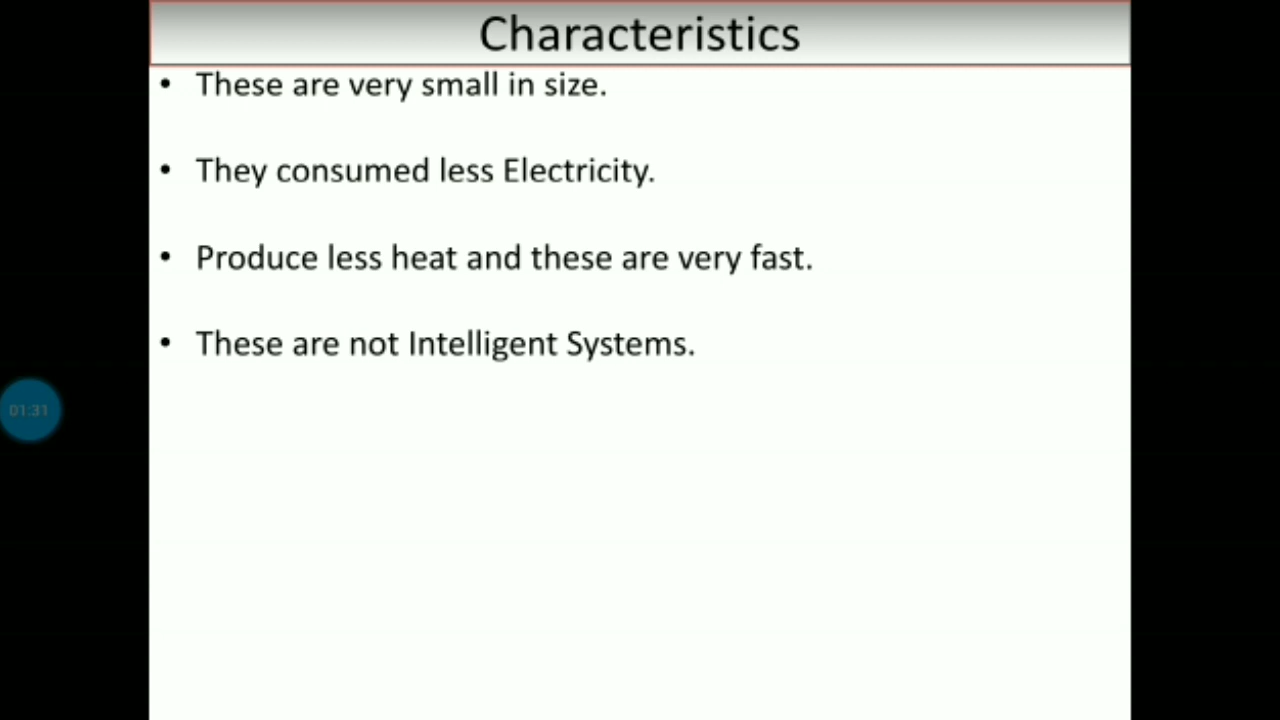 Characteristics
• These are very small in size.
• They consumed less Electricity.
• Produce less heat and these are very fast.
• These are not Intelligent Systems.
01:31